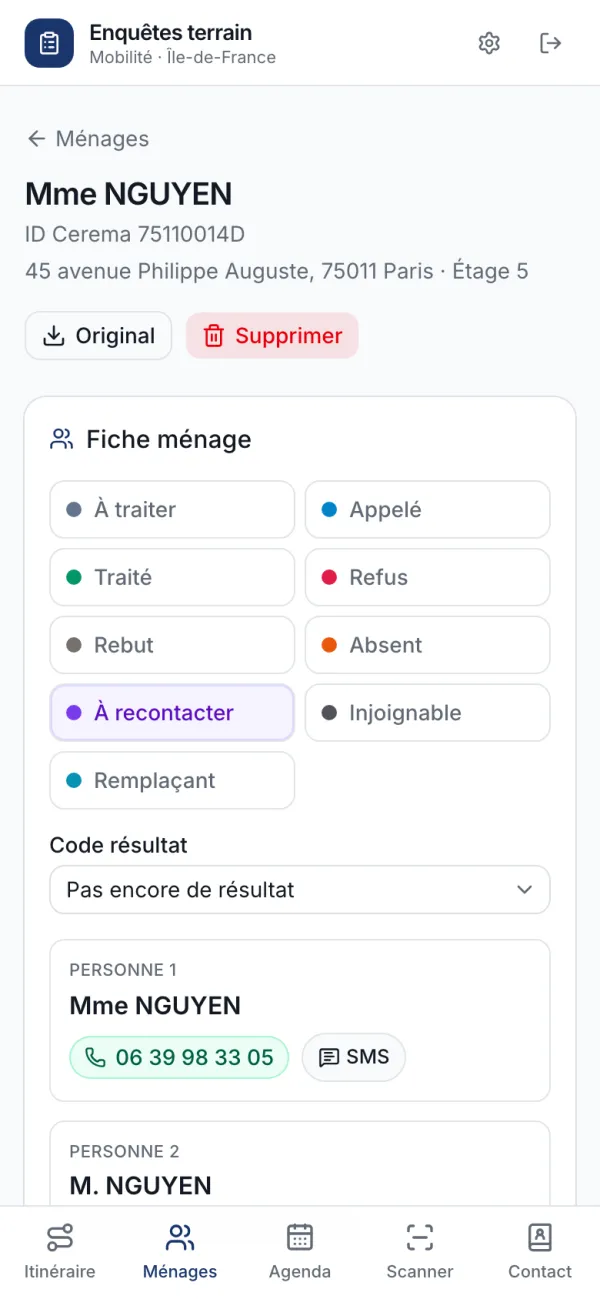 Enquêtes terrain
Mobilité · Île-de-France
Ménages
Mme NGUYEN
ID Cerema 75110014D
45 avenue Philippe Auguste, 75011 Paris · Étage 5
Original
Supprimer
Fiche ménage
À traiter
Appelé
Traité
Refus
Rebut
Absent
À recontacter
Injoignable
Remplaçant
Code résultat
Pas encore de résultat
PERSONNE 1
Mme NGUYEN
06 39 98 33 05
SMS
PERSONNE 2
M. NGUYEN
Itinéraire
Ménages
Agenda
Scanner
Contact